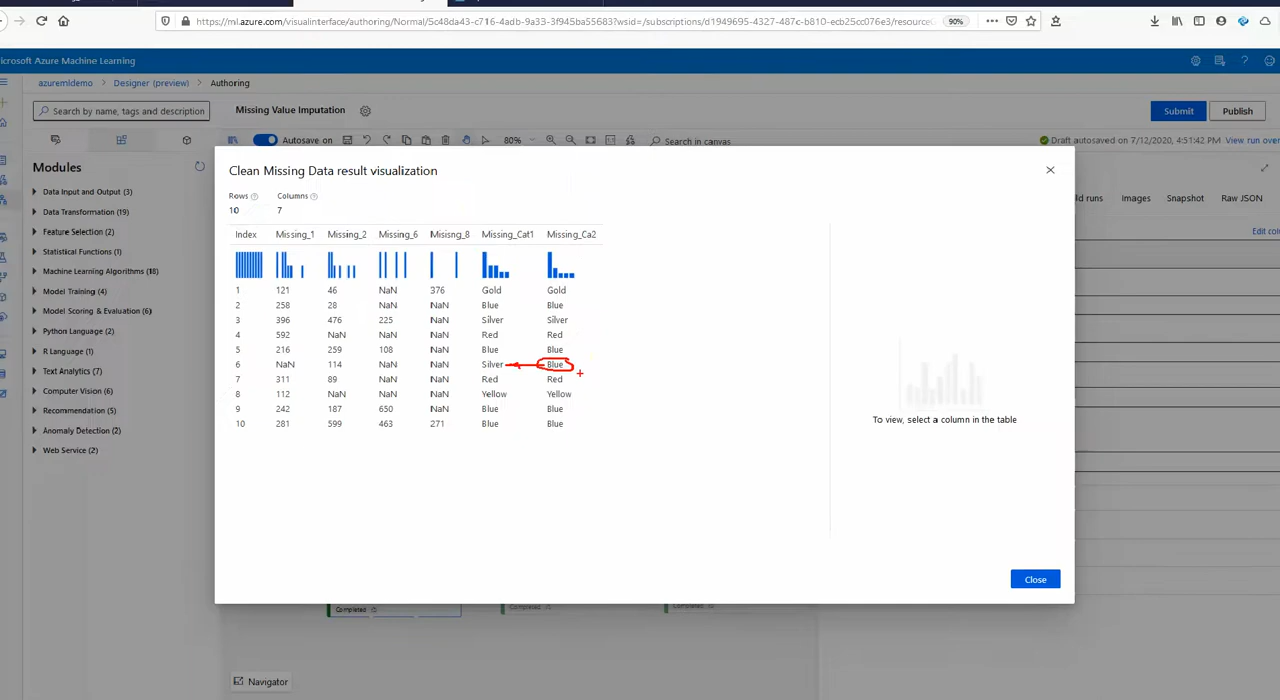 https://ml.azure.com/visualinterface/authoring/Normal/5c48da43-c716-4adb-9a33-3f945ba55683?wsid=/subscriptions/d1949695-4327-487c-b810-ecb25cc076e3/resourceG
90%
icrosoft Azure Machine Learning
azuremldemo > Designer (preview) > Authoring
Search by name, tags and description
Missing Value Imputation
Submit
Publish
Autosave on
80%
Search in canvas
Draft autosaved on 7/12/2020, 4:51:42 PM View run over
Modules
Data Input and Output (3)
Data Transformation (19)
Feature Selection (2)
Statistical Functions (1)
Machine Learning Algorithms (18)
Model Training (4)
Model Scoring & Evaluation (6)
Python Language (2)
R Language (1)
Text Analytics (7)
Computer Vision (6)
Recommendation (5)
Anomaly Detection (2)
Web Service (2)
Clean Missing Data result visualization
Rows Columns
10 7
Index Missing_1 Missing_2 Missing_6 Misisng_8 Missing_Cat1 Missing_Ca2
1 121 46 NaN 376 Gold Gold
2 258 28 NaN NaN Blue Blue
3 396 476 225 NaN Silver Silver
4 592 NaN NaN NaN Red Red
5 216 259 108 NaN Blue Blue
6 NaN 114 NaN NaN Silver Blue
7 311 89 NaN NaN Red Red
8 112 NaN NaN NaN Yellow Yellow
9 242 187 650 NaN Blue Blue
10 281 599 463 271 Blue Blue
To view, select a column in the table
Close
ld runs Images Snapshot Raw JSON
Edit colu
Completed Completed Completed
Navigator